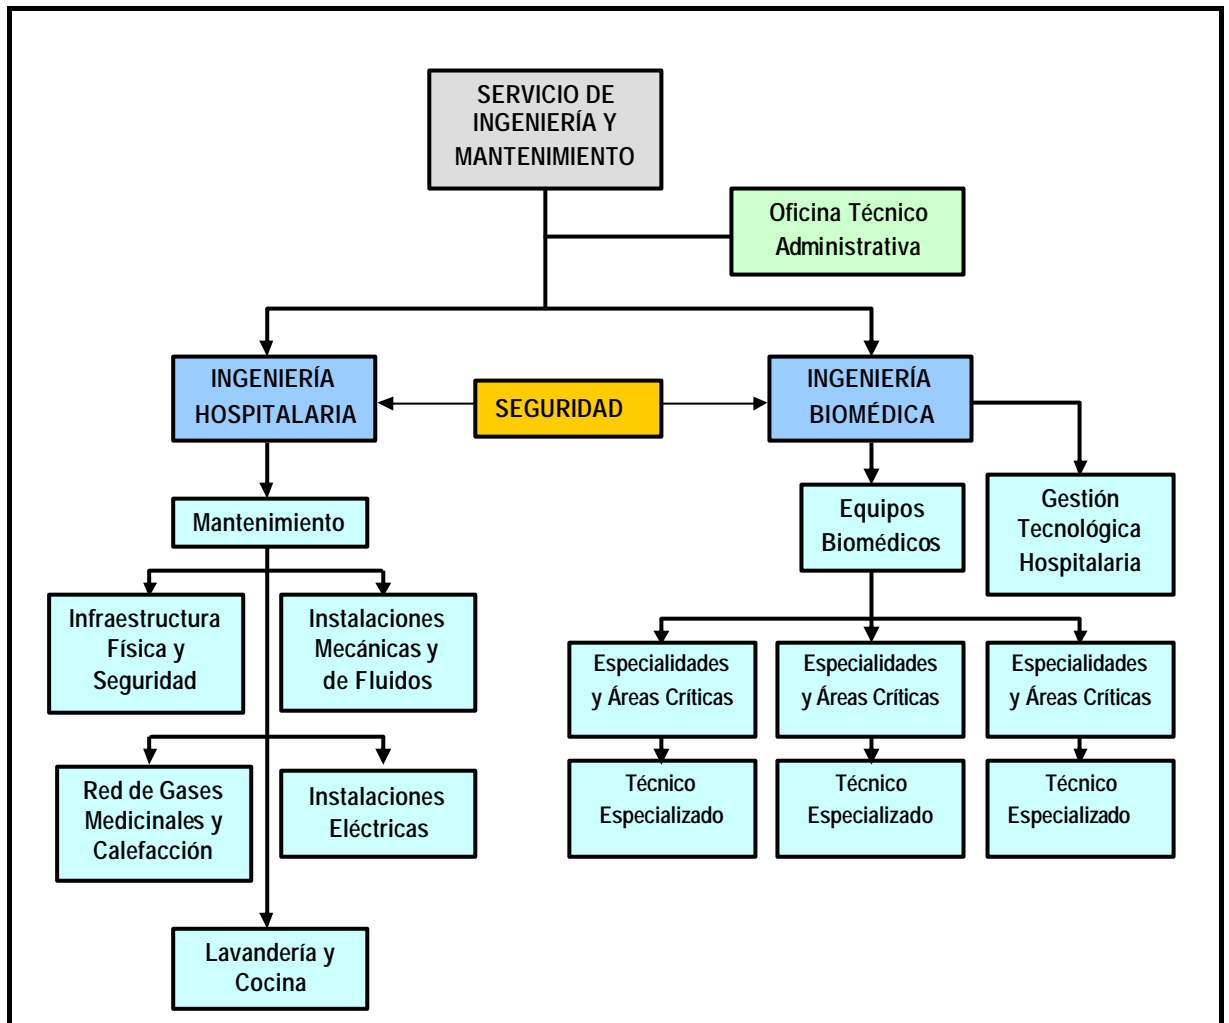 SERVICIO DE
INGENIERÍA Y
MANTENIMIENTO
Oficina Técnico
Administrativa
INGENIERÍA
HOSPITALARIA
SEGURIDAD
INGENIERÍA
BIOMÉDICA
Mantenimiento
Equipos
Biomédicos
Gestión
Tecnológica
Hospitalaria
Infraestructura
Física y
Seguridad
Instalaciones
Mecánicas y
de Fluidos
Especialidades
y Áreas Críticas
Especialidades
y Áreas Críticas
Especialidades
y Áreas Críticas
Red de Gases
Medicinales y
Calefacción
Instalaciones
Eléctricas
Técnico
Especializado
Técnico
Especializado
Técnico
Especializado
Lavandería y
Cocina